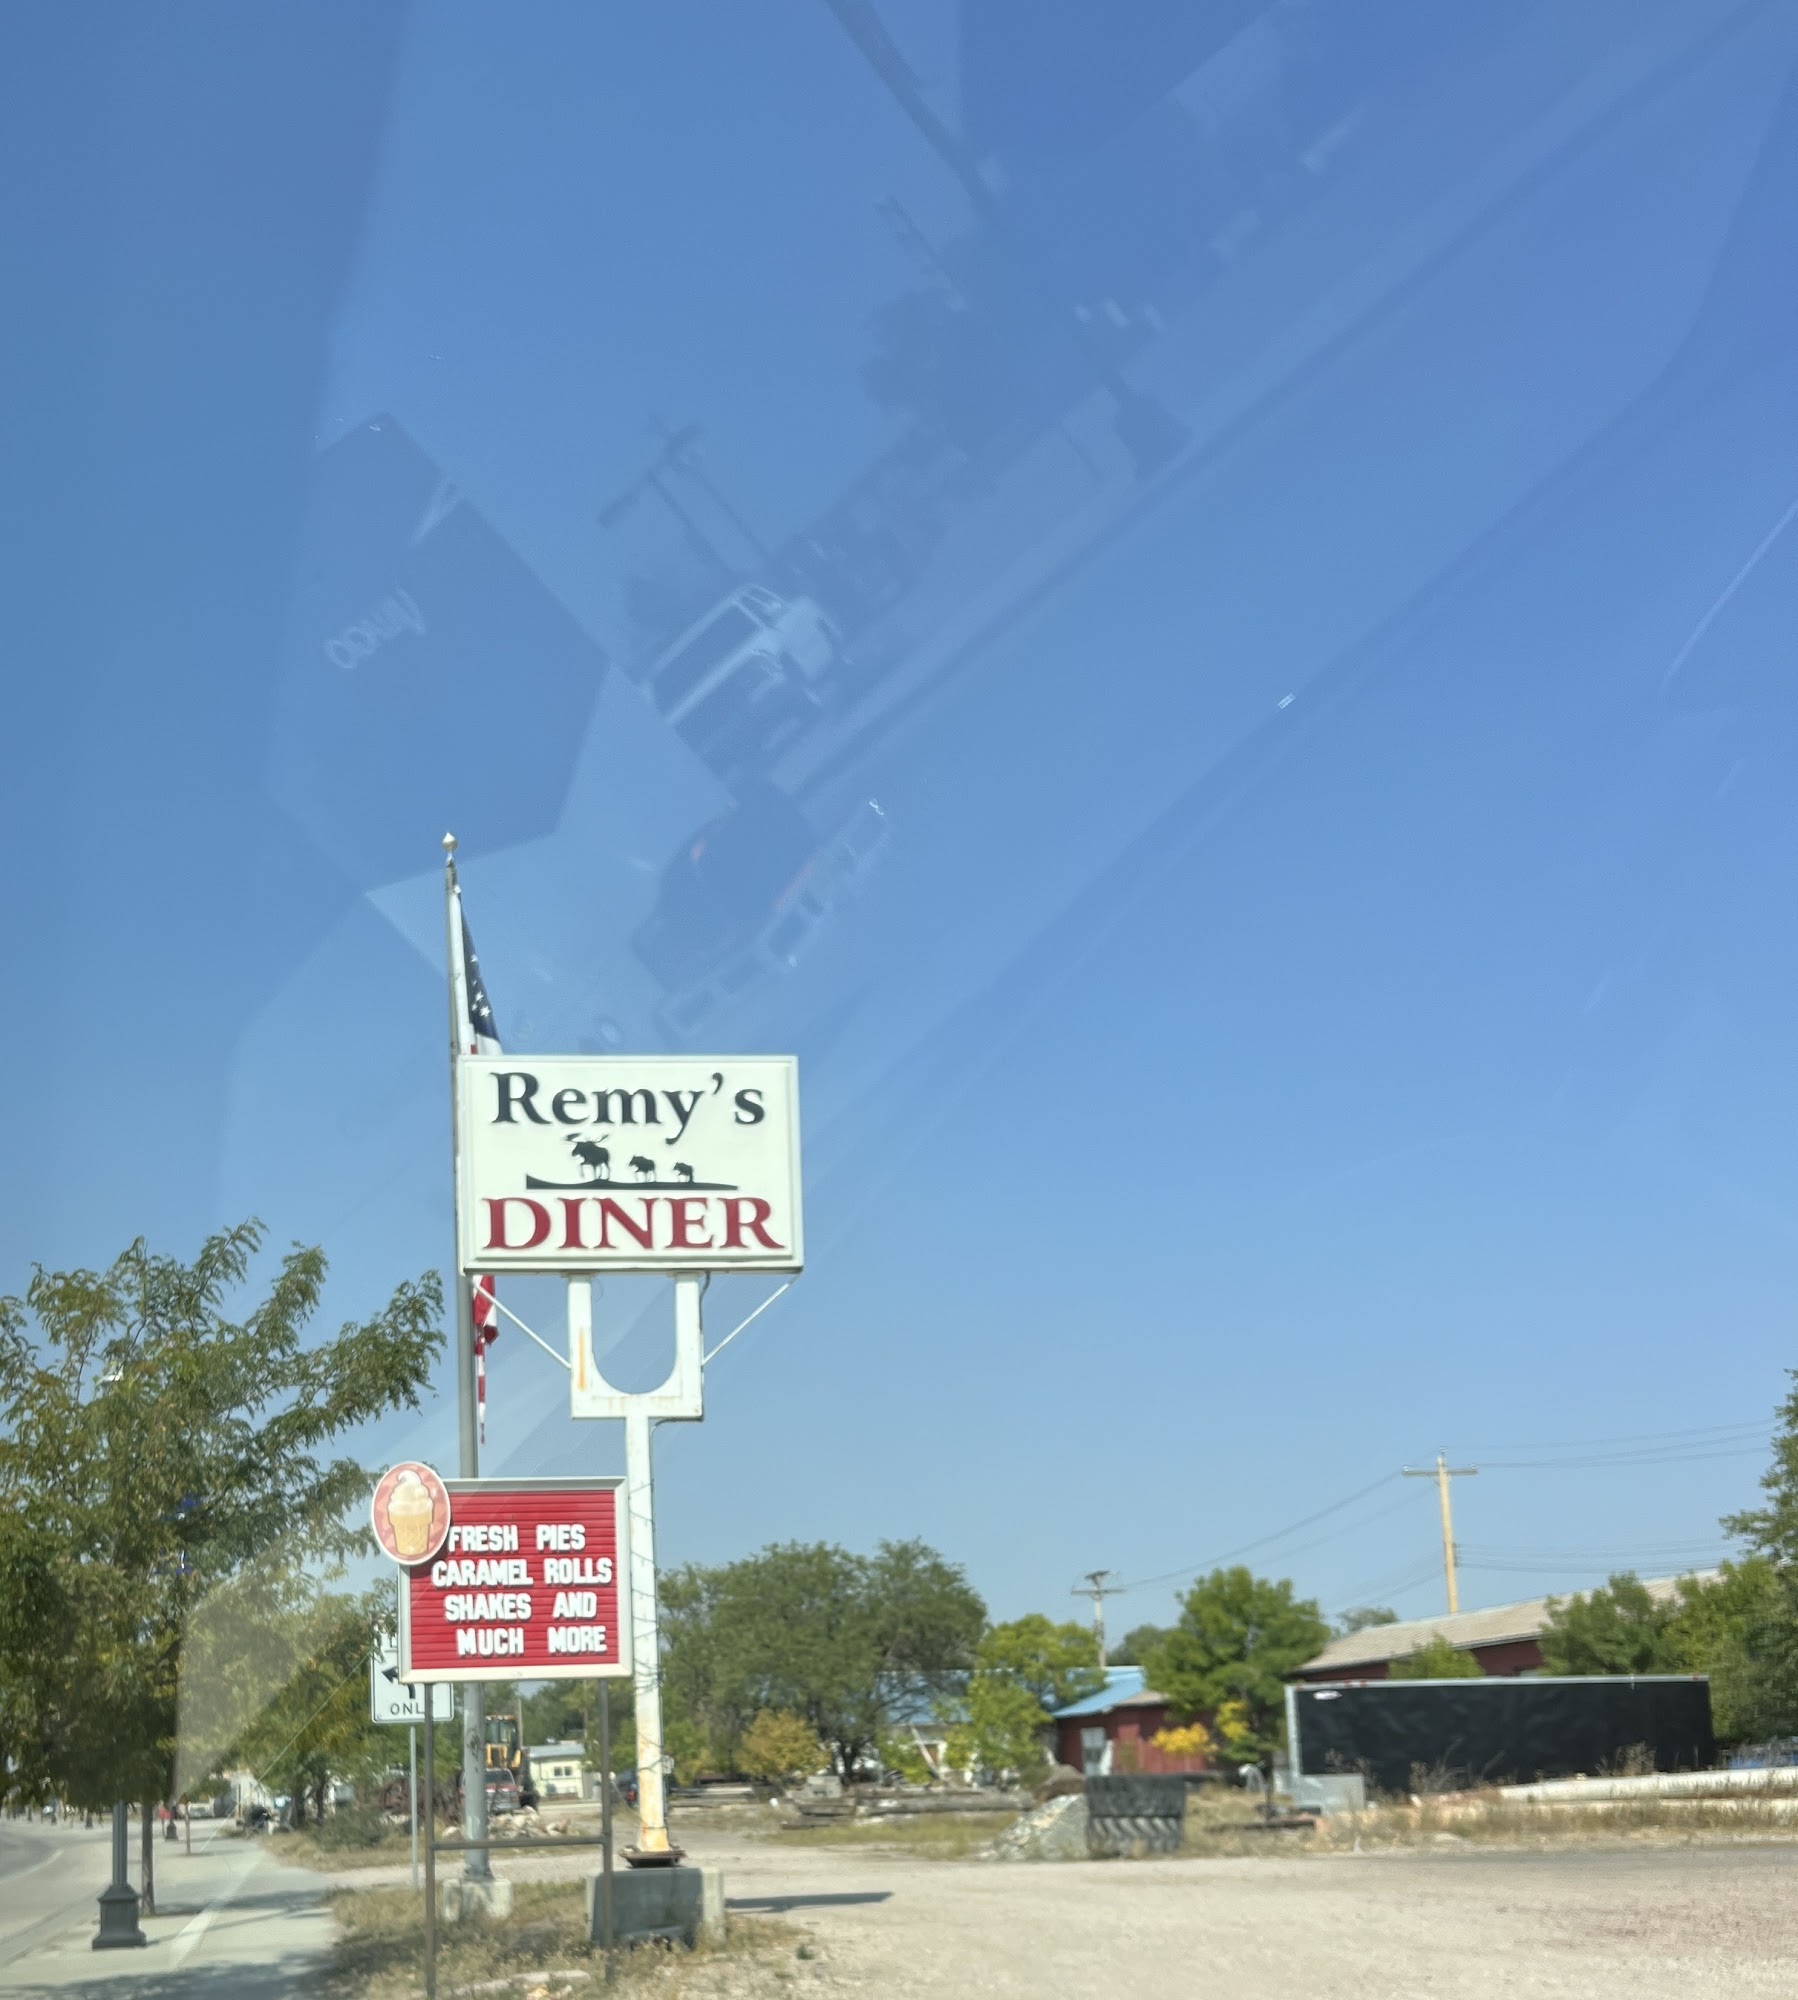 Remy's
DINER
FRESH PIES
CARAMEL ROLLS
SHAKES AND
MUCH MORE
ONLY